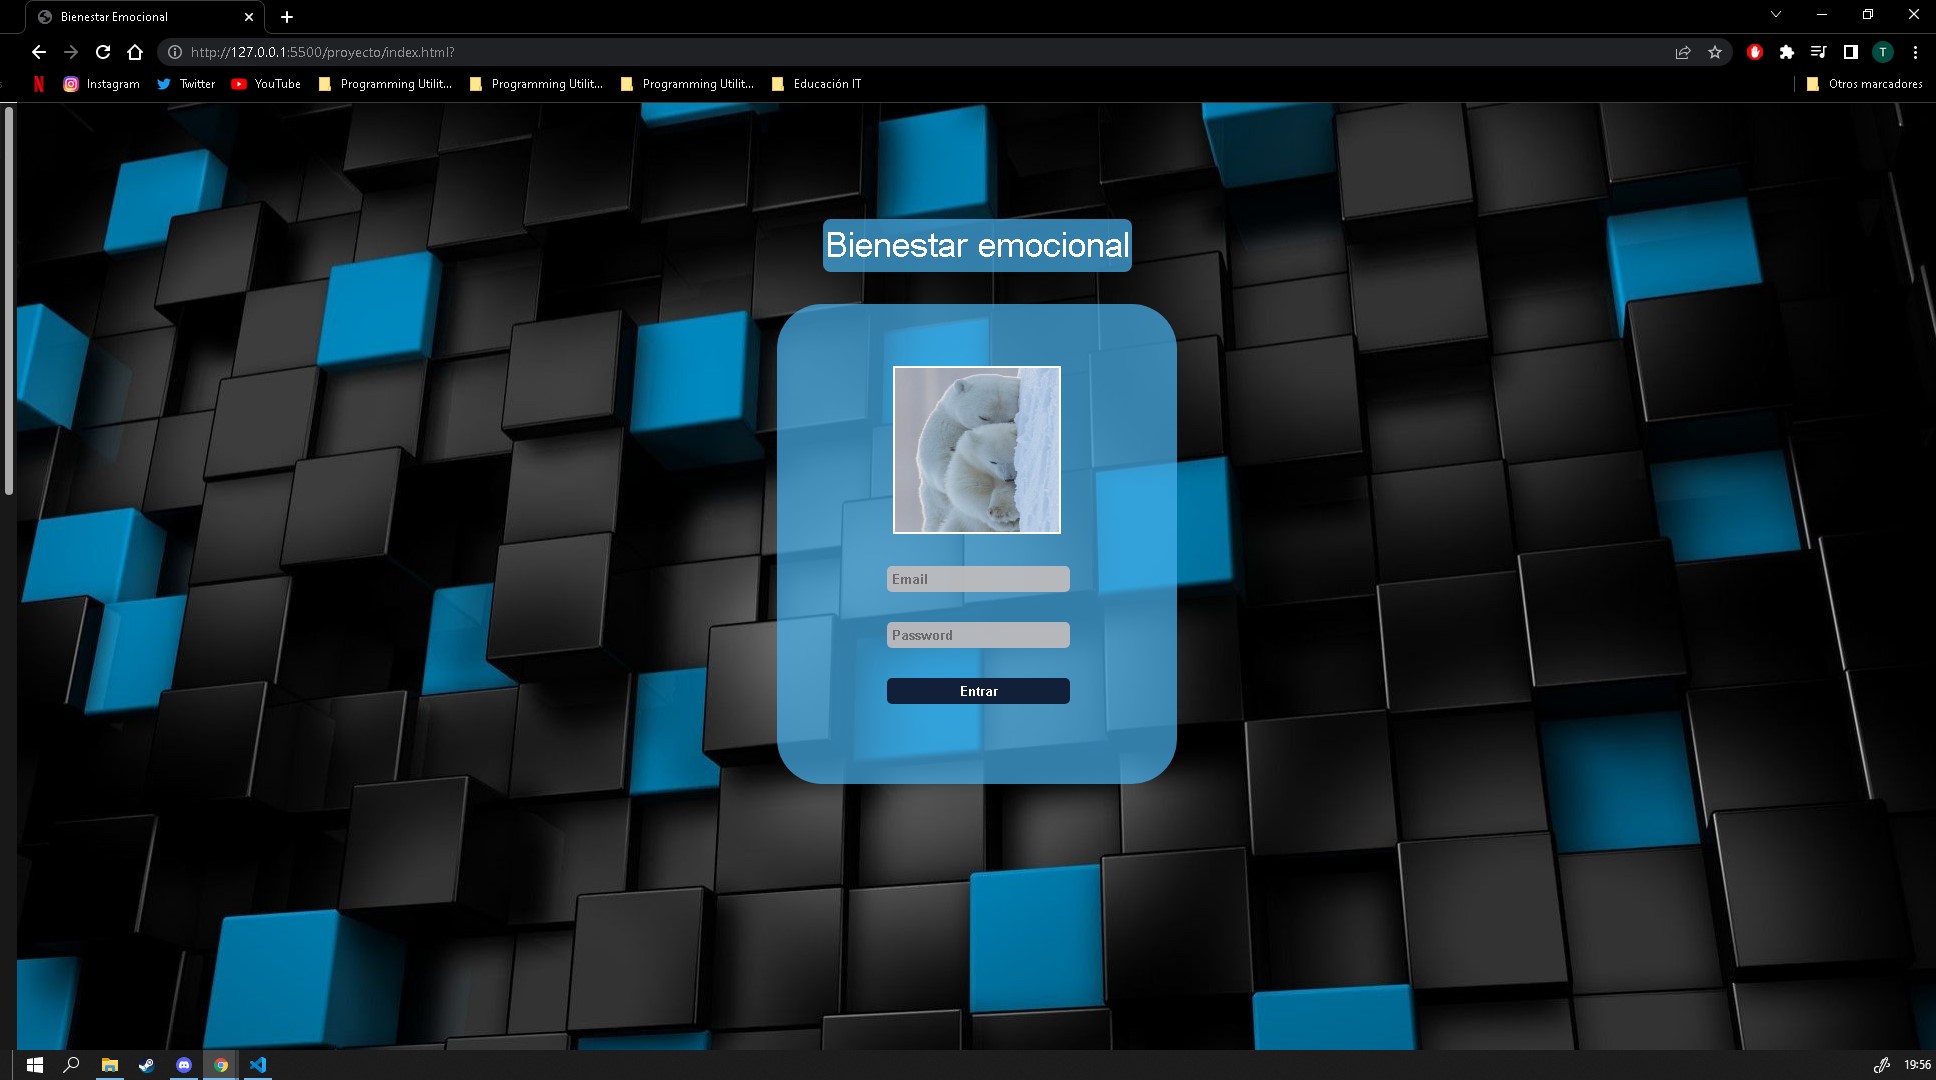 Bienestar Emocional
http://127.0.0.1:5500/proyecto/index.html?
T
Instagram
Twitter
YouTube
Programming Utilit...
Programming Utilit...
Programming Utilit...
Educación IT
Otros marcadores
Bienestar emocional
Email
Password
Entrar
19:56